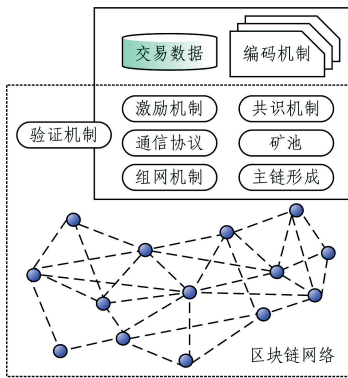 交易数据
编码机制
激励机制
共识机制
验证机制
通信协议
矿池
组网机制
主链形成
区块链网络